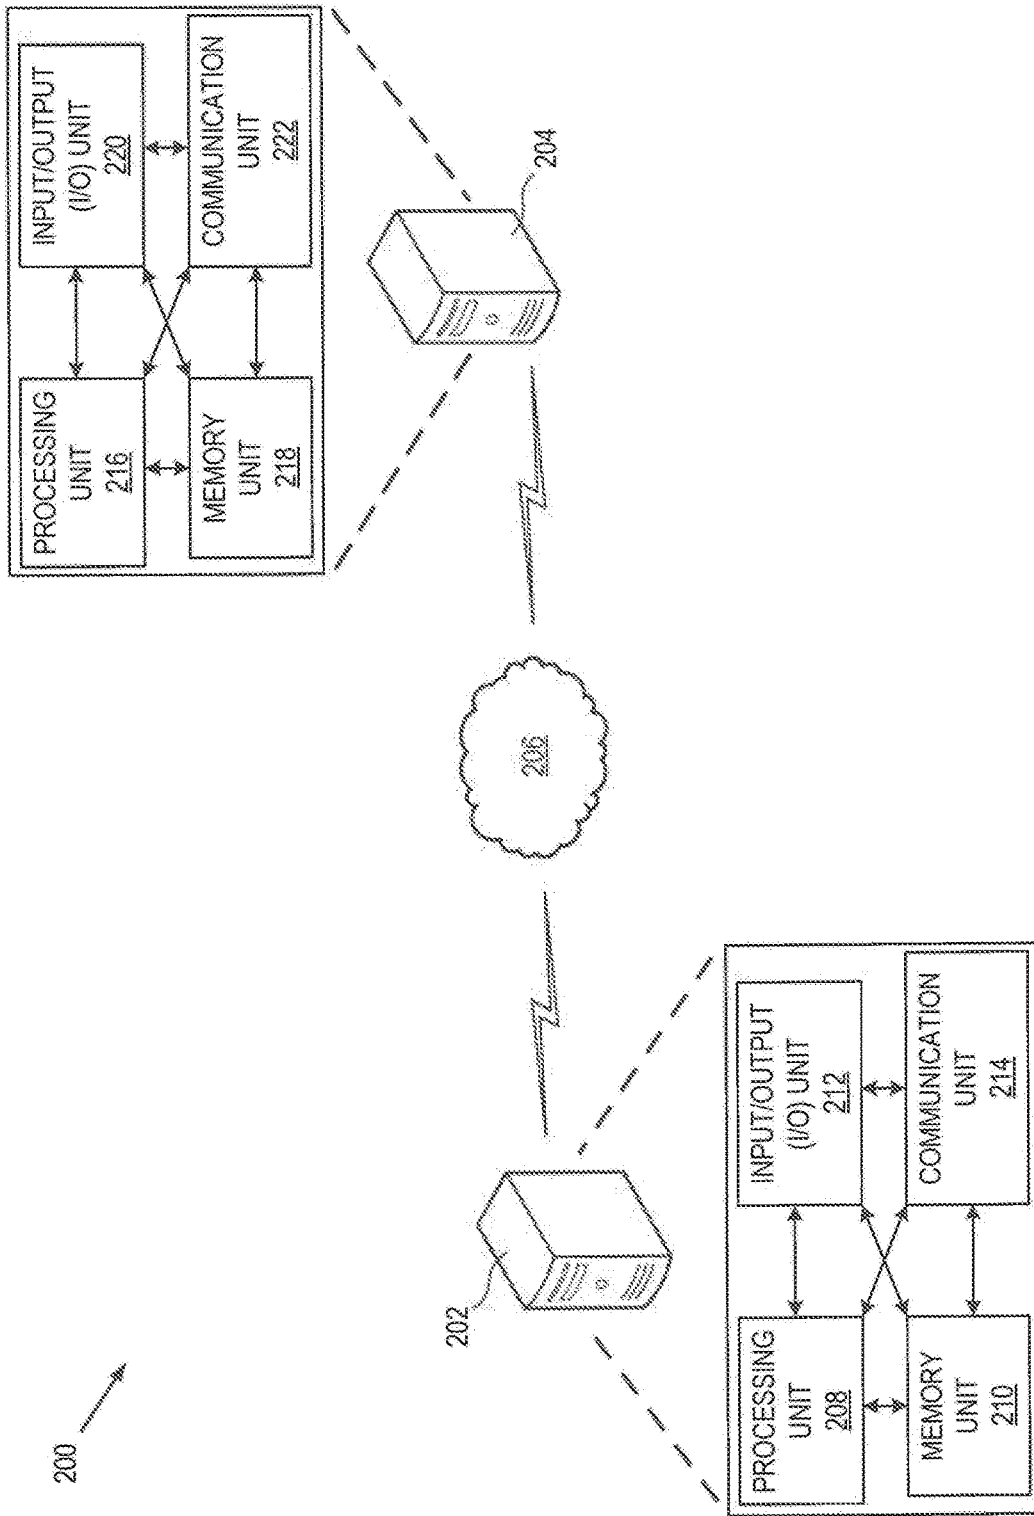 200
202
204
206
PROCESSING
UNIT
208
INPUT/OUTPUT
(I/O) UNIT
212
MEMORY
UNIT
210
COMMUNICATION
UNIT
214
PROCESSING
UNIT
216
INPUT/OUTPUT
(I/O) UNIT
220
MEMORY
UNIT
218
COMMUNICATION
UNIT
222